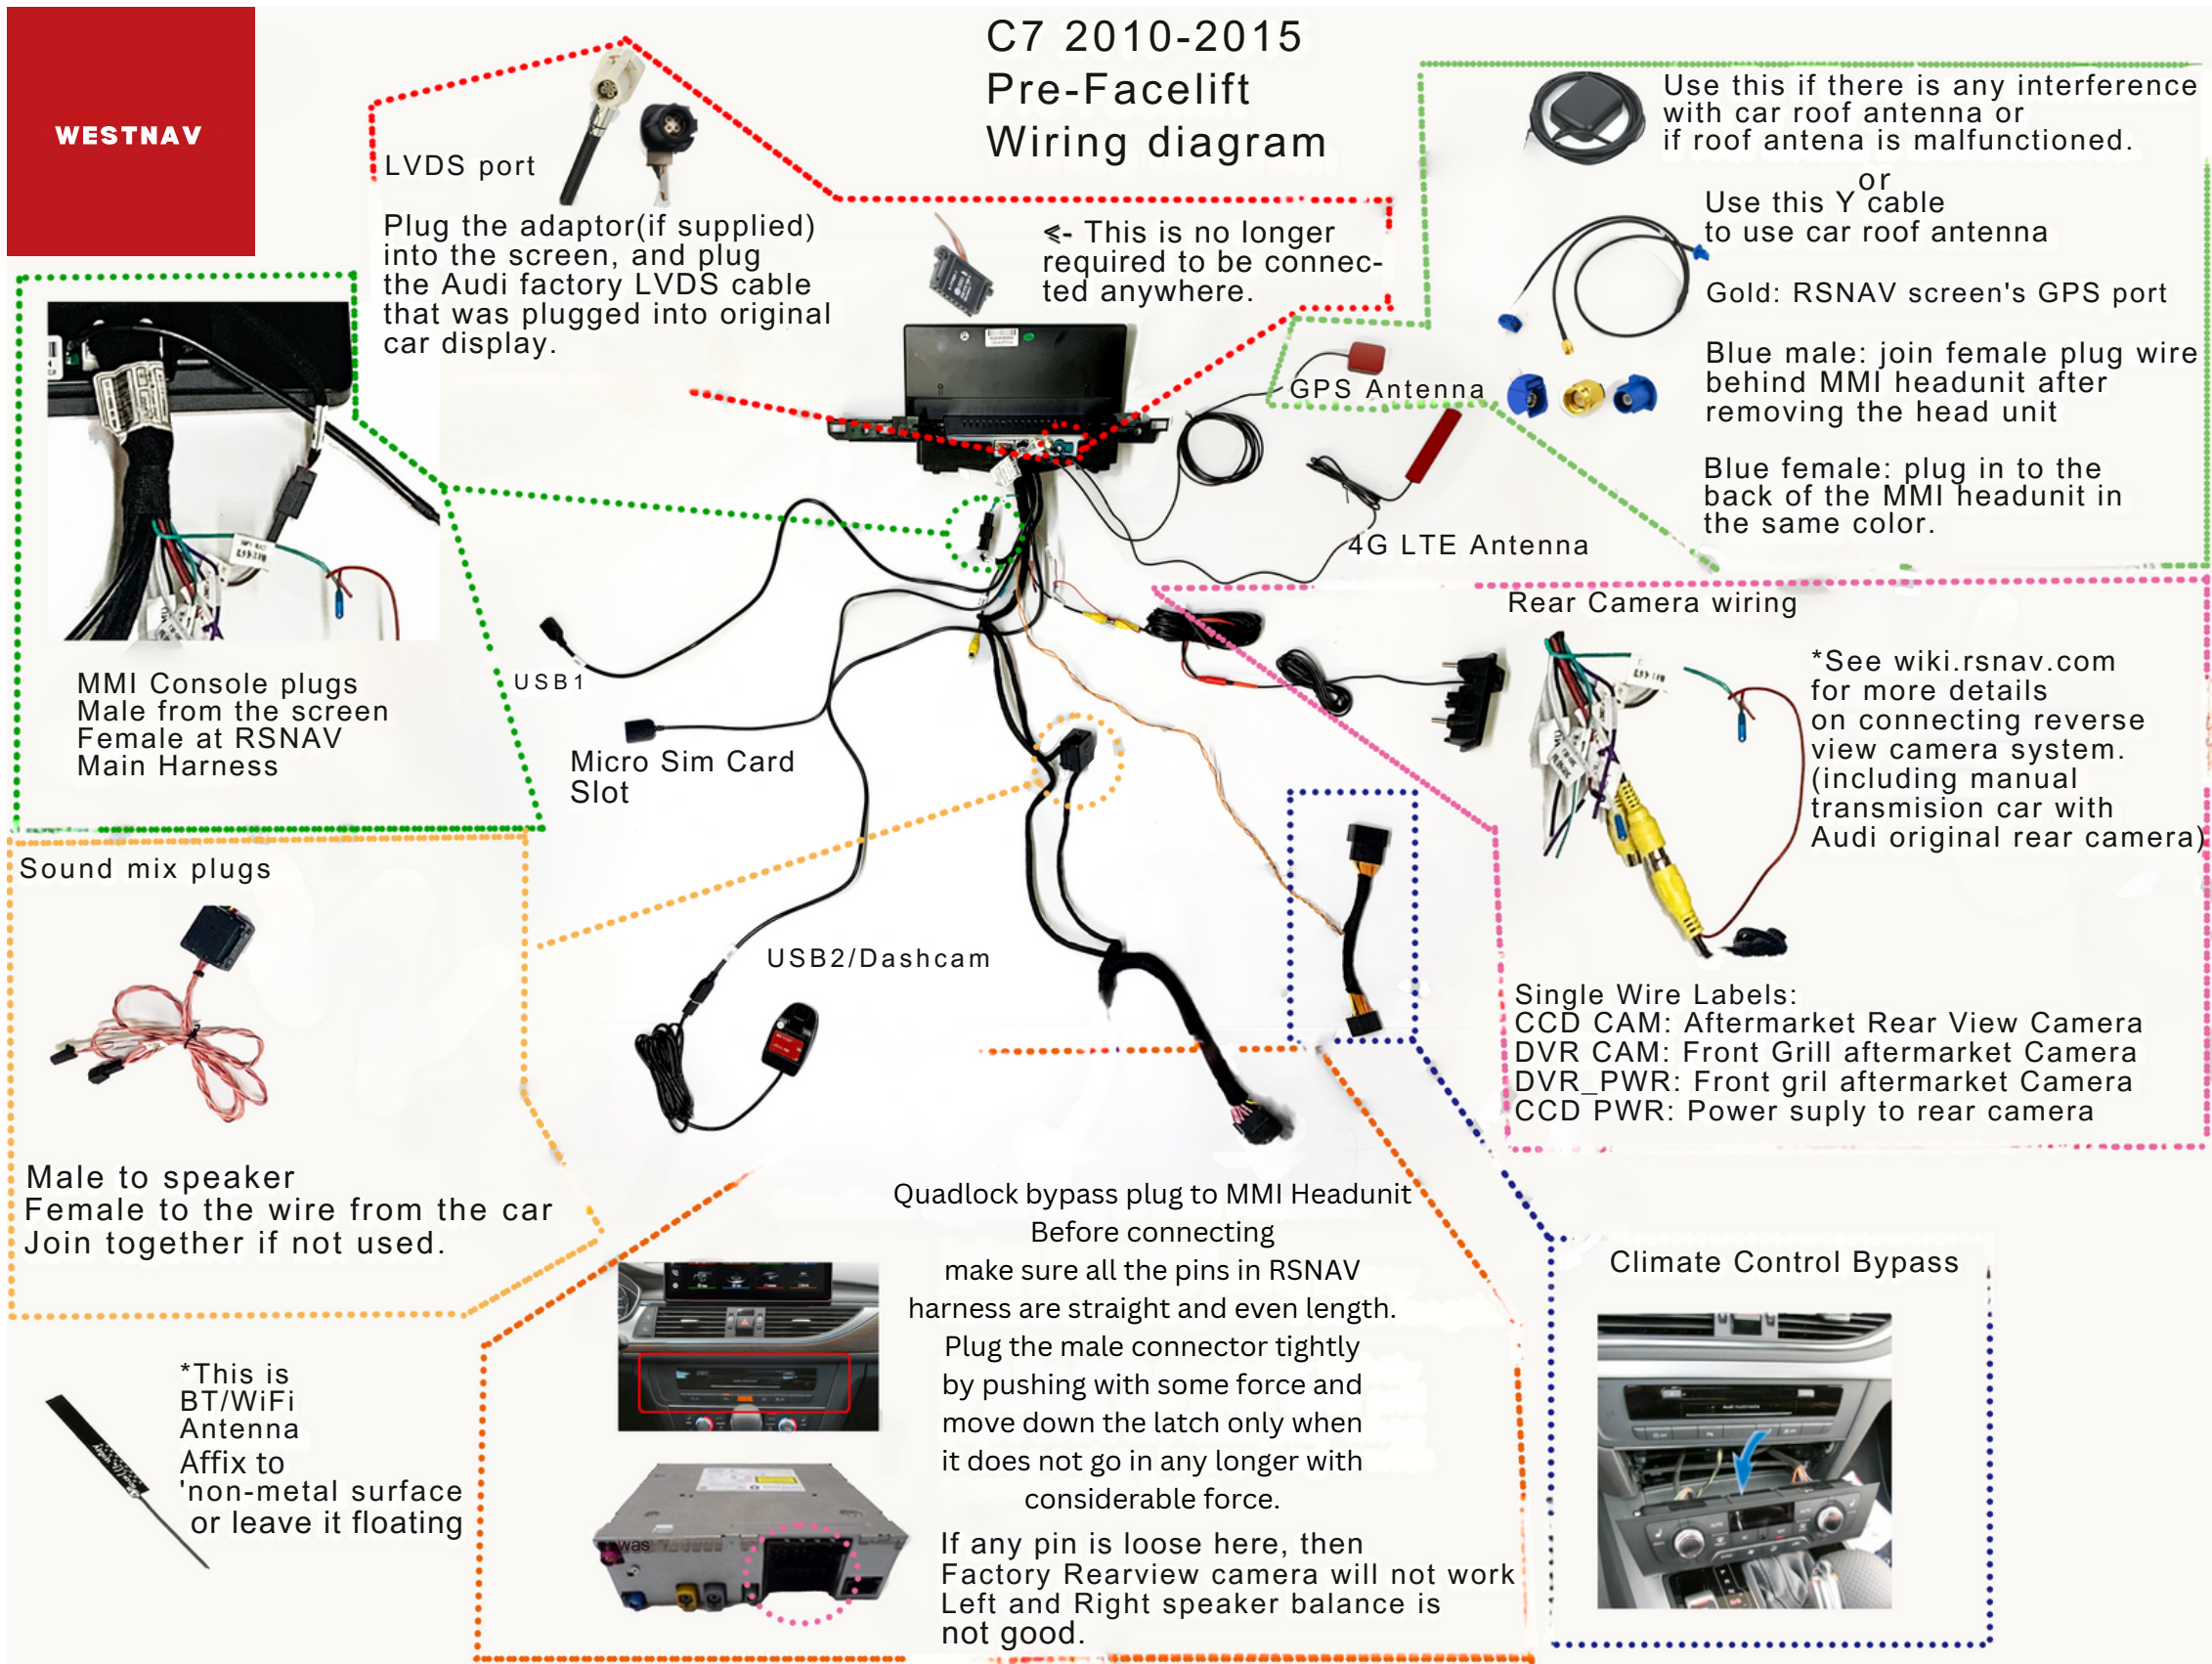 WESTNAV
C7 2010-2015
Pre-Facelift
Wiring diagram
LVDS port
Plug the adaptor(if supplied)
into the screen, and plug
the Audi factory LVDS cable
that was plugged into original
car display.
<- This is no longer
required to be connec-
ted anywhere.
Use this if there is any interference
with car roof antenna or
if roof antena is malfunctioned.
or
Use this Y cable
to use car roof antenna
Gold: RSNAV screen's GPS port
Blue male: join female plug wire
behind MMI headunit after
removing the head unit
Blue female: plug in to the
back of the MMI headunit in
the same color.
GPS Antenna
4G LTE Antenna
MMI Console plugs
Male from the screen
Female at RSNAV
Main Harness
USB1
Micro Sim Card
Slot
USB2/Dashcam
Rear Camera wiring
*See wiki.rsnav.com
for more details
on connecting reverse
view camera system.
(including manual
transmision car with
Audi original rear camera)
Single Wire Labels:
CCD CAM: Aftermarket Rear View Camera
DVR CAM: Front Grill aftermarket Camera
DVR_PWR: Front gril aftermarket Camera
CCD PWR: Power suply to rear camera
Sound mix plugs
Male to speaker
Female to the wire from the car
Join together if not used.
*This is
BT/WiFi
Antenna
Affix to
'non-metal surface
or leave it floating
Quadlock bypass plug to MMI Headunit
Before connecting
make sure all the pins in RSNAV
harness are straight and even length.
Plug the male connector tightly
by pushing with some force and
move down the latch only when
it does not go in any longer with
considerable force.
If any pin is loose here, then
Factory Rearview camera will not work
Left and Right speaker balance is
not good.
was
Climate Control Bypass